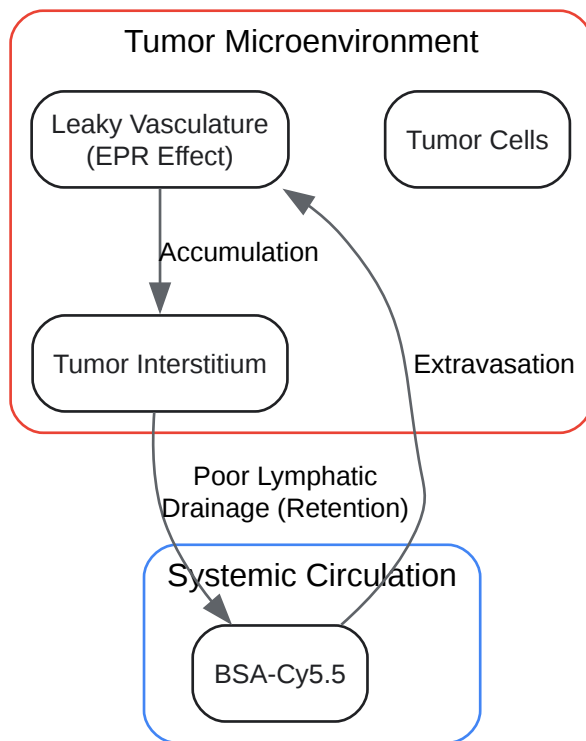 Tumor Microenvironment
Leaky Vasculature
(EPR Effect)
Tumor Cells
Accumulation
Tumor Interstitium
Extravasation
Poor Lymphatic
Drainage (Retention)
Systemic Circulation
BSA-Cy5.5